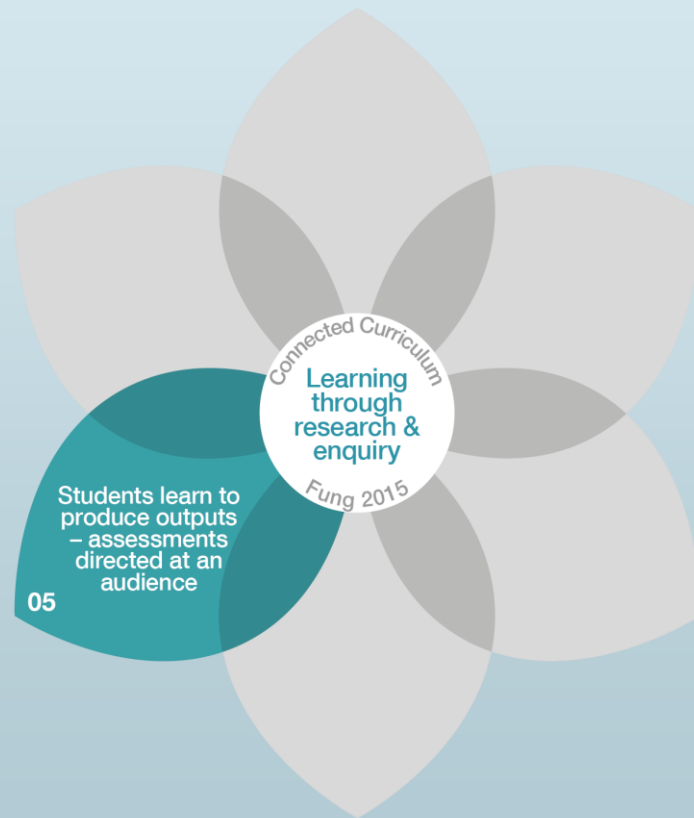 Connected Curriculum
Learning
through
research &
enquiry
Fung 2015
Students learn to
produce outputs
– assessments
directed at an
audience
05